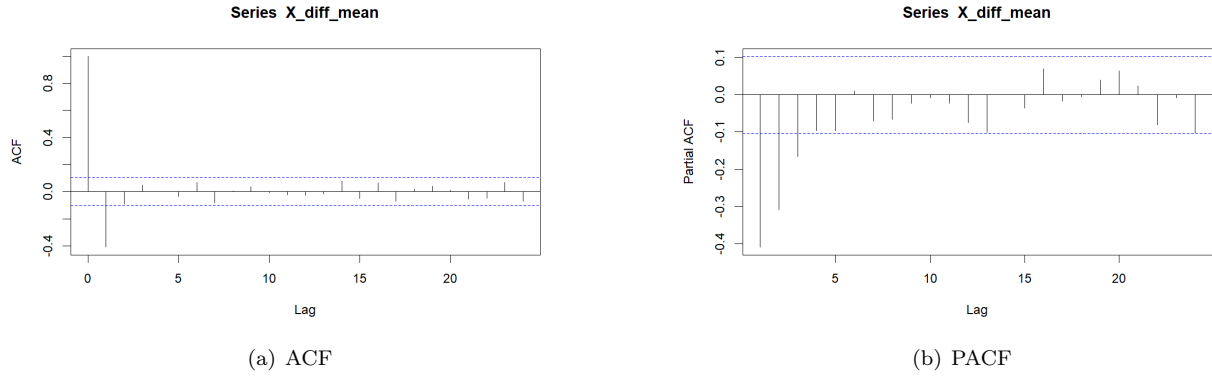 Series X_diff_mean
ACF
0.8
0.4
0.0
-0.4
0
5
10
15
20
Lag
(a) ACF
Series X_diff_mean
Partial ACF
0.1
0.0
-0.1
-0.2
-0.3
-0.4
5
10
15
20
Lag
(b) PACF